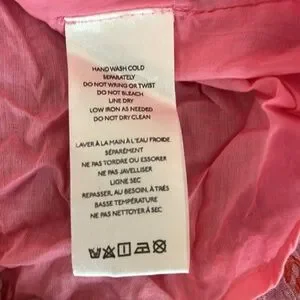 HAND WASH COLD
SEPARATELY
DO NOT WRING OR TWIST
DO NOT BLEACH
LINE DRY
LOW IRON AS NEEDED
DO NOT DRY CLEAN
LAVER À LA MAIN À L'EAU FROIDE
SÉPARÉMENT
NE PAS TORDRE OU ESSORER
NE PAS JAVELLISER
LIGNE SEC
REPASSER, AU BESOIN, À TRÈS
BASSE TEMPÉRATURE
NE PAS NETTOYER À SEC